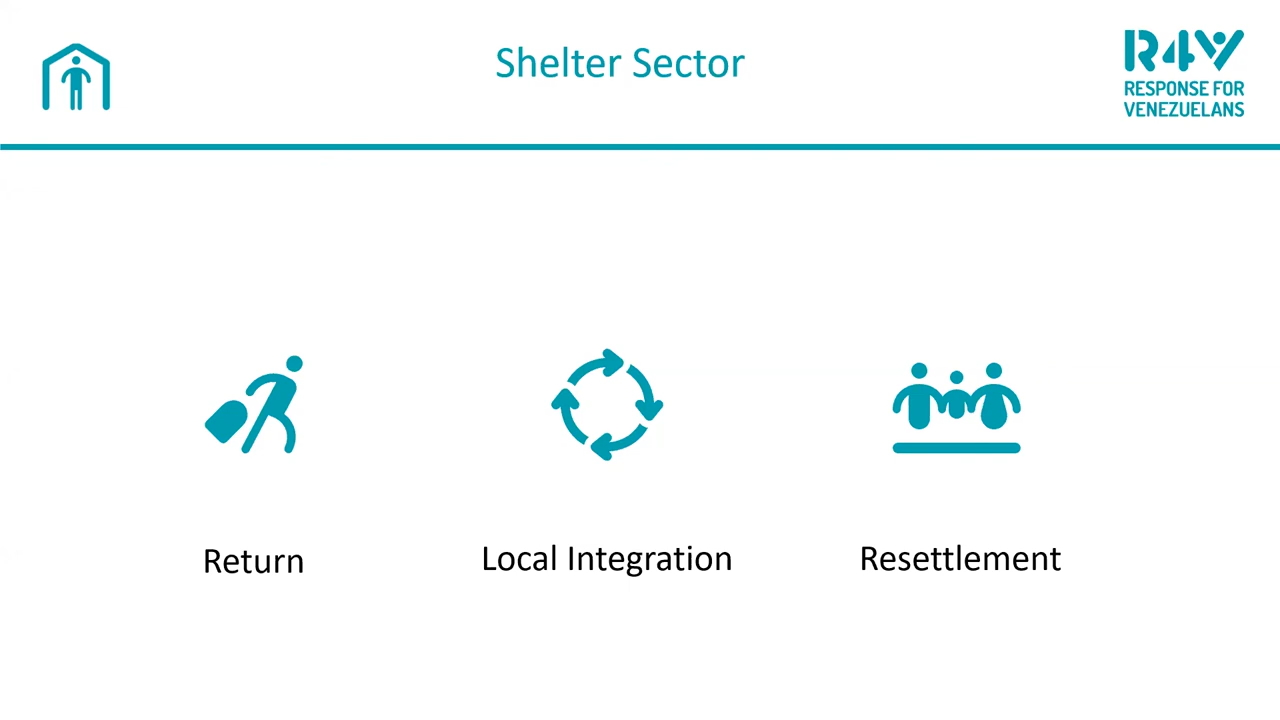 Shelter Sector
R4V
RESPONSE FOR
VENEZUELANS
Return
Local Integration
Resettlement